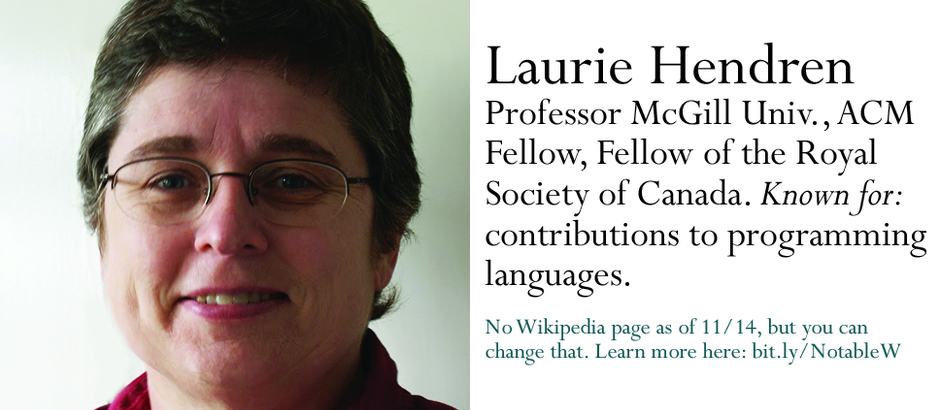 Laurie Hendren
Professor McGill Univ., ACM
Fellow, Fellow of the Royal
Society of Canada. Known for:
contributions to programming
languages.
No Wikipedia page as of 11/14, but you can
change that. Learn more here: bit.ly/NotableW